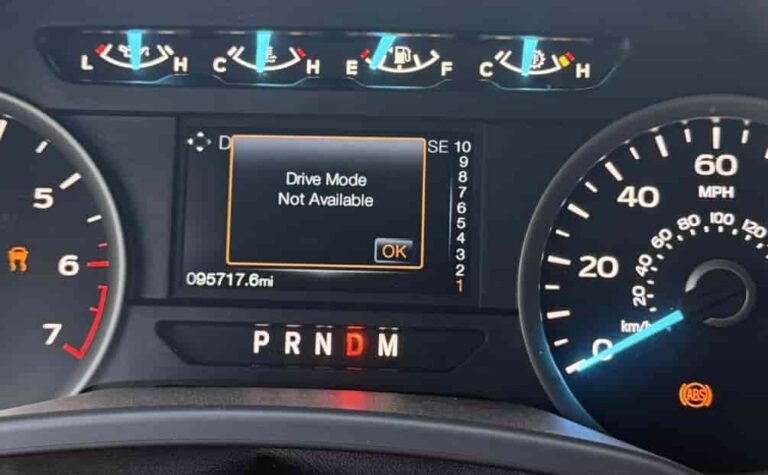 L H C H E F C H
D
SE 10
9
8
7
6
5
4
3
2
1
Drive Mode
Not Available
OK
095717.6mi
P R N D M
5
6
7
0
20
40
60
MPH
20
40
60
80
100
120
km/h
ABS